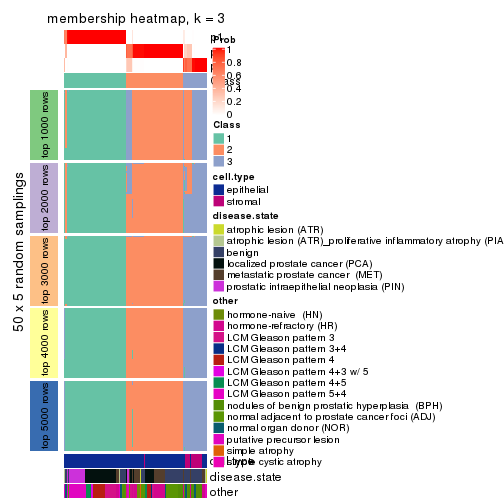 membership heatmap, k = 3
50 x 5 random samplings
top 1000 rows
top 2000 rows
top 3000 rows
top 4000 rows
top 5000 rows
disease.state
other
Prob
1
0.8
0.6
0.4
0.2
0
Class
1
2
3
cell.type
epithelial
stromal
disease.state
atrophic lesion (ATR)
atrophic lesion (ATR)_proliferative inflammatory atrophy (PIA
benign
localized prostate cancer (PCA)
metastatic prostate cancer (MET)
prostatic intraepithelial neoplasia (PIN)
other
hormone-naive (HN)
hormone-refractory (HR)
LCM Gleason pattern 3
LCM Gleason pattern 3+4
LCM Gladson pattern 4
LCM Gleason pattern 4+3 w/ 5
LCM Gleason pattern 4+5
LCM Gleason pattern 5+4
nodules of benign prostatic hyperplasia (BPH)
normal adjacent to prostate cancer foci (ADJ)
normal organ donor (NOR)
putative precursor lesion
simple atrophy
simple cystic atrophy